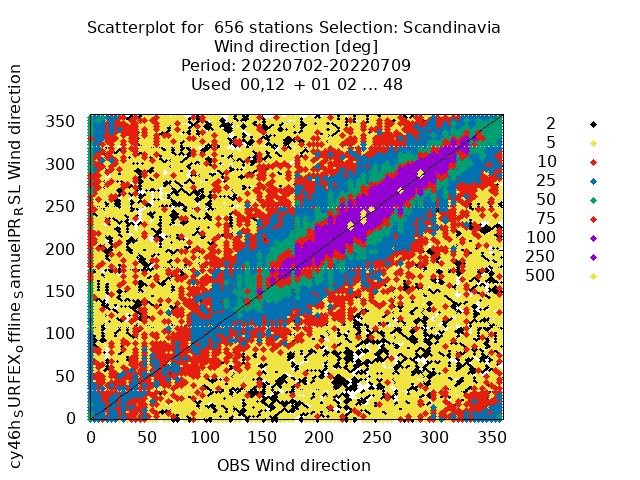 Scatterplot for 656 stations Selection: Scandinavia
Wind direction [deg]
Period: 20220702-20220709
Used 00,12 + 01 02 ... 48
cy46h_SURFEX_offline_samuelPR_RSL Wind direction
350
300
250
200
150
100
50
0
0 50 100 150 200 250 300 350
OBS Wind direction
2
5
10
25
50
75
100
250
500